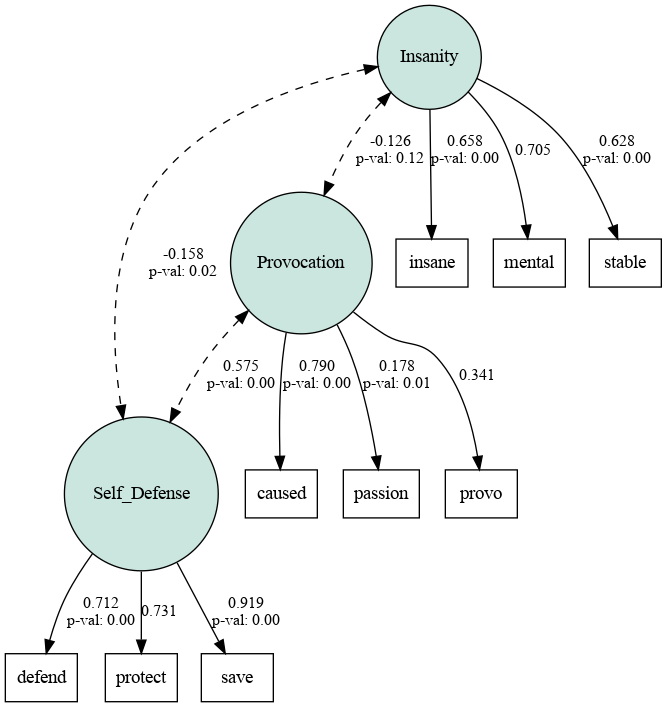 Insanity
-0.126
p-val: 0.12
0.658
p-val: 0.00
0.705
0.628
p-val: 0.00
insane
mental
stable
Provocation
-0.158
p-val: 0.02
0.575
p-val: 0.00
0.790
p-val: 0.00
0.178
p-val: 0.01
0.341
caused
passion
provo
Self_Defense
0.712
p-val: 0.00
0.731
0.919
p-val: 0.00
defend
protect
save